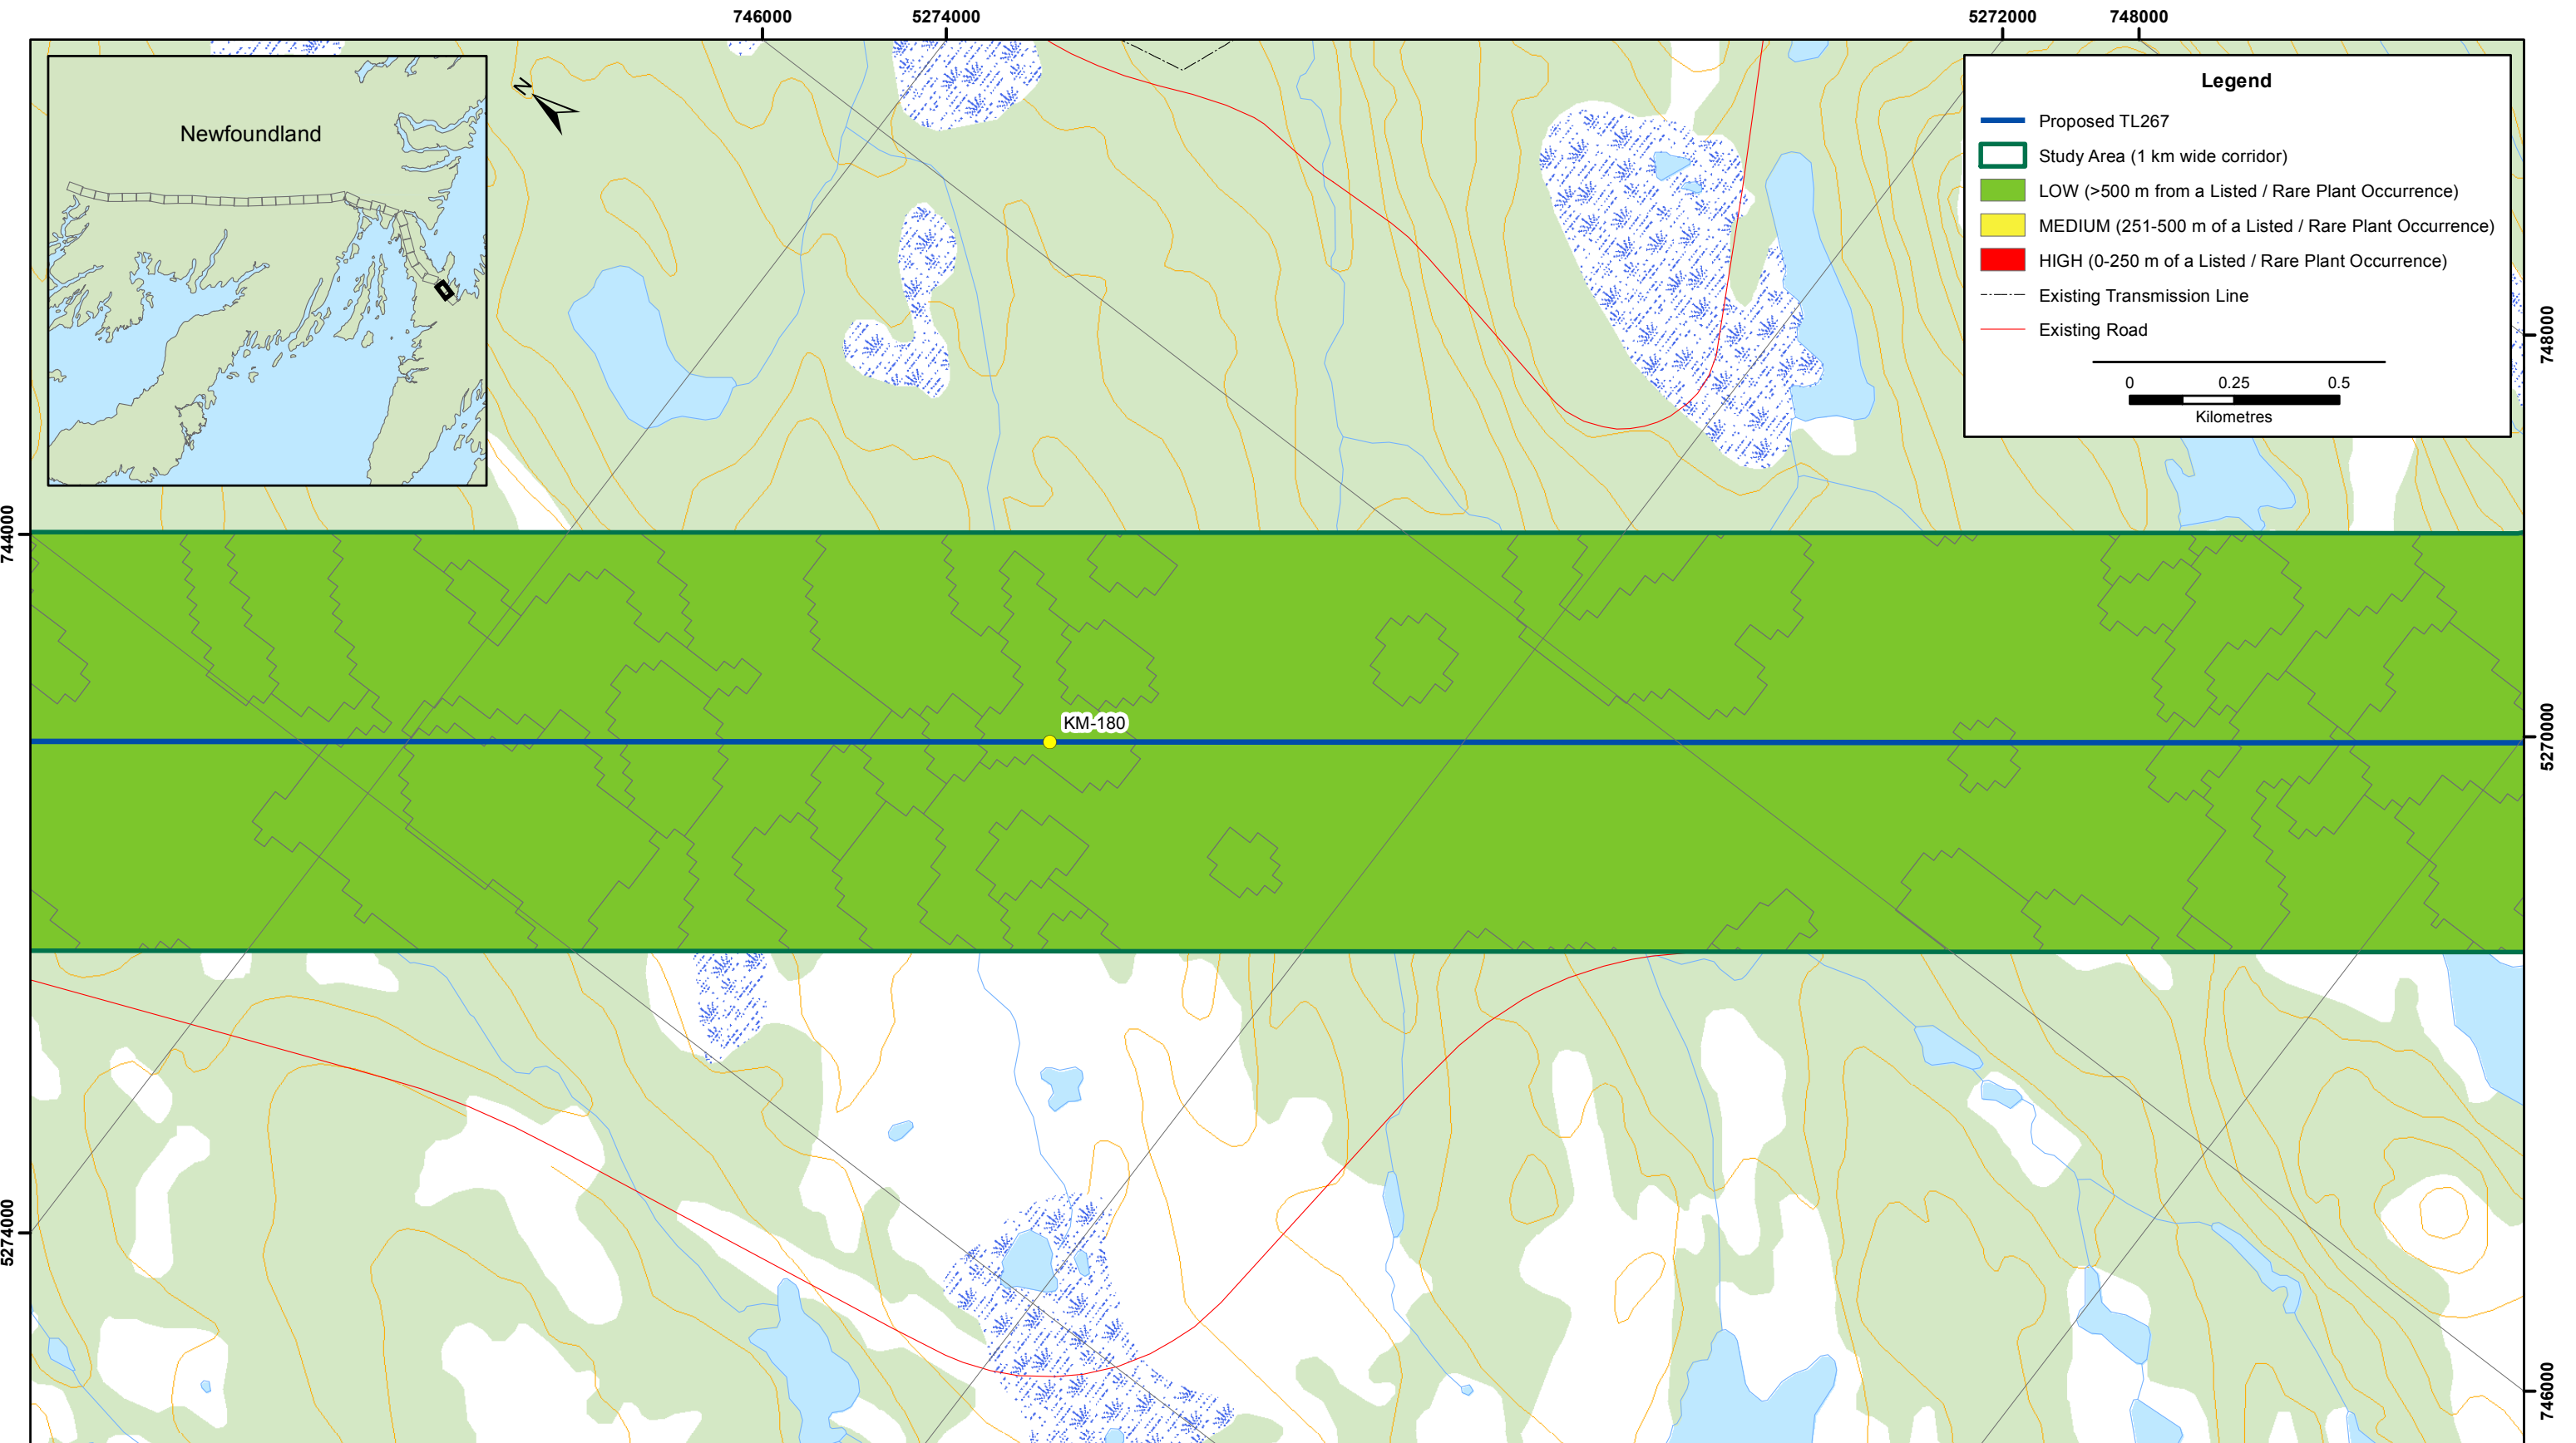 746000
5274000
5272000
748000
Newfoundland
N
Legend
Proposed TL267
Study Area (1 km wide corridor)
LOW (>500 m from a Listed / Rare Plant Occurrence)
MEDIUM (251-500 m of a Listed / Rare Plant Occurrence)
HIGH (0-250 m of a Listed / Rare Plant Occurrence)
Existing Transmission Line
Existing Road
0 0.25 0.5
Kilometres
748000
744000
KM-180
5270000
5274000
746000